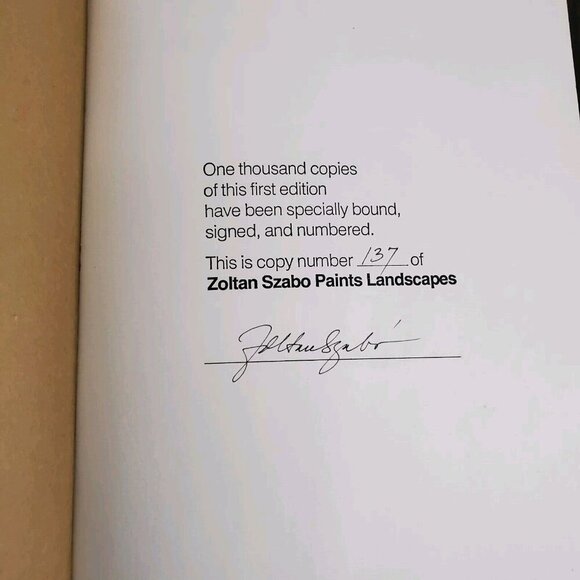 One thousand copies
of this first edition
have been specially bound,
signed, and numbered.
This is copy number 137 of
Zoltan Szabo Paints Landscapes
Zoltan Szabó